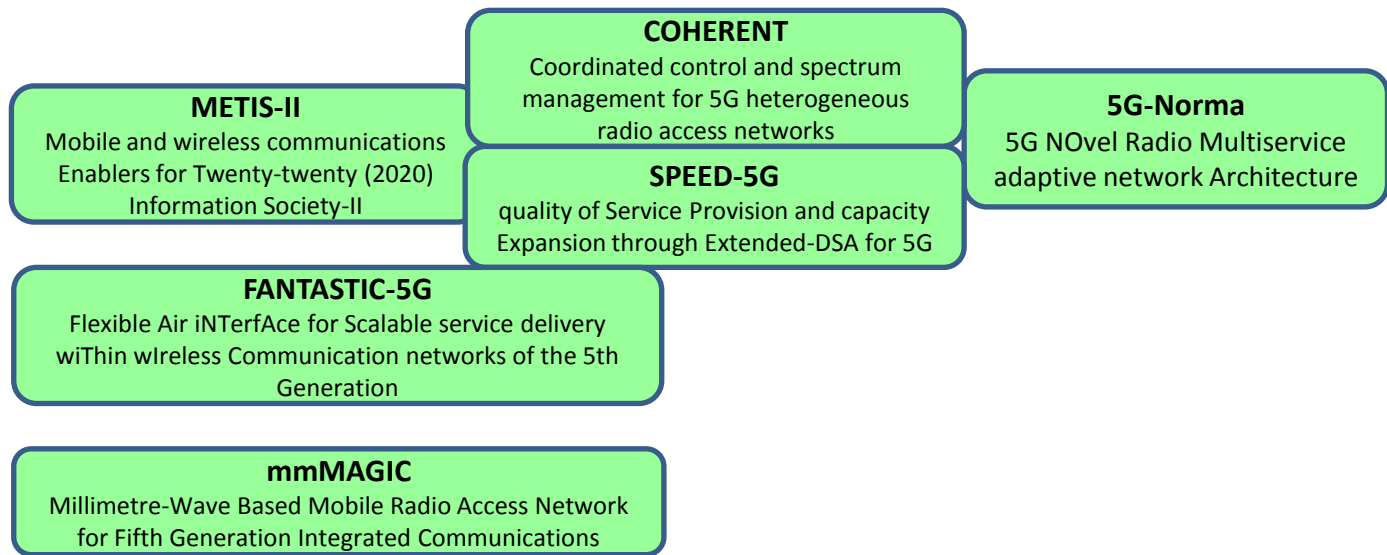 COHERENT
Coordinated control and spectrum
management for 5G heterogeneous
radio access networks
METIS-II
Mobile and wireless communications
Enablers for Twenty-twenty (2020)
Information Society-II
5G-Norma
5G NOvel Radio Multiservice
adaptive network Architecture
SPEED-5G
quality of Service Provision and capacity
Expansion through Extended-DSA for 5G
FANTASTIC-5G
Flexible Air iNTerfAce for Scalable service delivery
wiThin wIreless Communication networks of the 5th
Generation
mmMAGIC
Millimetre-Wave Based Mobile Radio Access Network
for Fifth Generation Integrated Communications